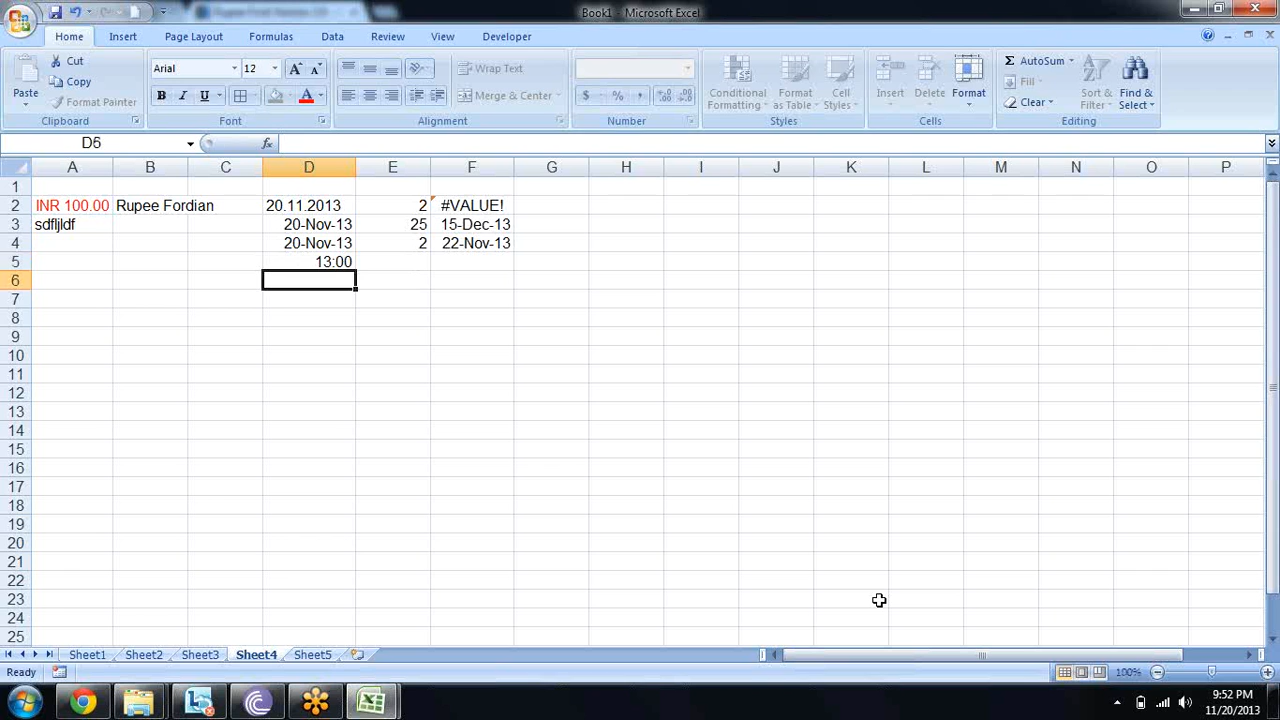 Book1 - Microsoft Excel
Home Insert Page Layout Formulas Data Review View Developer
Cut Arial 12 Wrap Text AutoSum
Copy Fill
Paste Format Painter B I U A Merge & Center $ % , Conditional Formatting Format as Table Cell Styles Insert Delete Format Clear Sort & Filter Find & Select
Clipboard Font Alignment Number Styles Cells Editing
D6 fx
A B C D E F G H I J K L M N O P
1
2 INR 100.00 Rupee Fordian 20.11.2013 2 #VALUE!
3 sdfljldf 20-Nov-13 25 15-Dec-13
4 20-Nov-13 2 22-Nov-13
5 13:00
6
7
8
9
10
11
12
13
14
15
16
17
18
19
20
21
22
23
24
25
Sheet1 Sheet2 Sheet3 Sheet4 Sheet5
Ready 100%
9:52 PM
11/20/2013